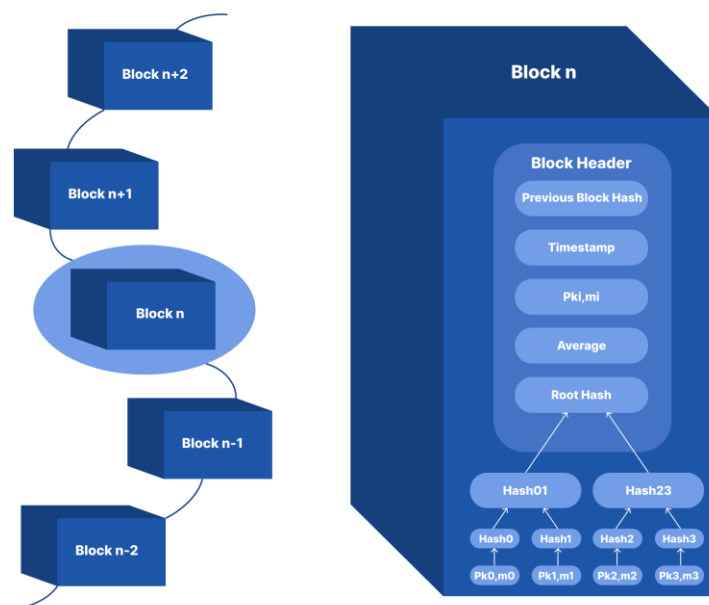 Block n+2
Block n+1
Block n
Block n-1
Block n-2
Block n
Block Header
Previous Block Hash
Timestamp
Pki,mi
Average
Root Hash
Hash01 Hash23
Hash0 Hash1 Hash2 Hash3
Pk0,m0 Pk1,m1 Pk2,m2 Pk3,m3